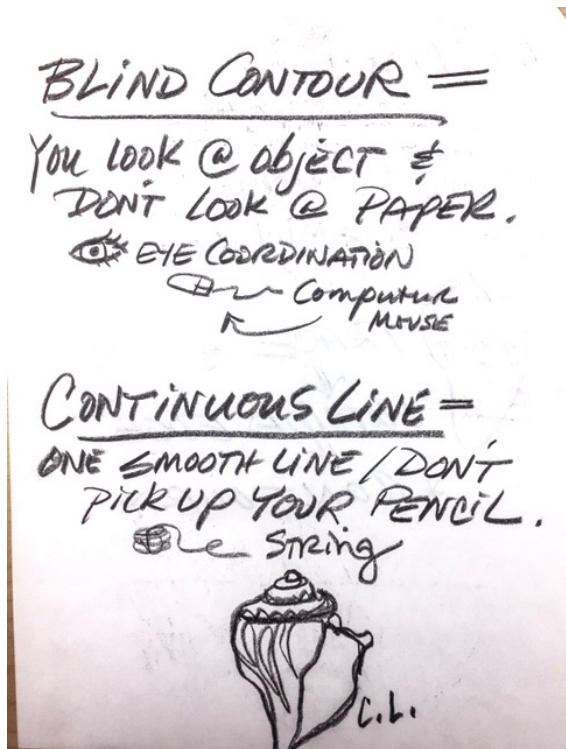 BLIND CONTOUR =
You look @ object &
DON'T LOOK @ PAPER.
EYE COORDINATION
Computer
MOUSE
CONTINUOUS LINE =
ONE SMOOTH LINE / DON'T
PICK UP YOUR PENCIL.
String
C.L.